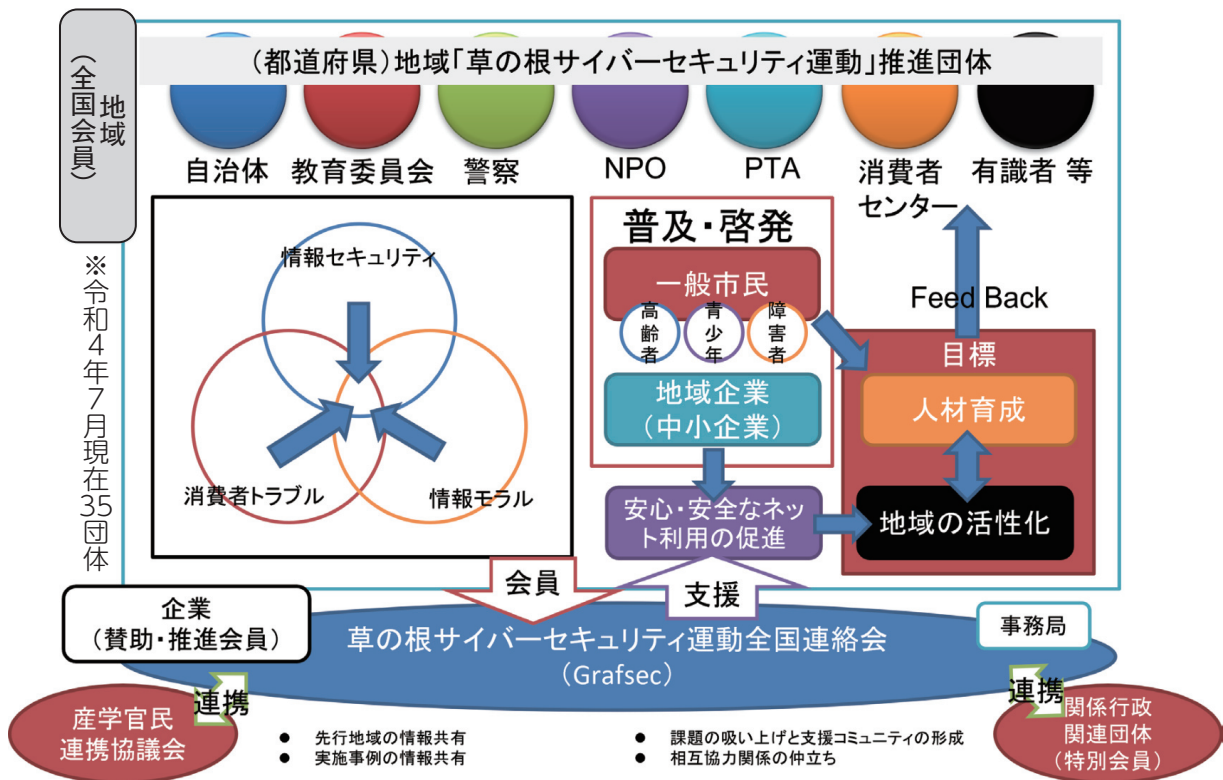 (都道府県)地域「草の根サイバーセキュリティ運動」推進団体
地域
(全国会員)
※令和4年7月現在35団体
自治体
教育委員会
警察
NPO
PTA
消費者
センター
有識者 等
情報セキュリティ
消費者トラブル
情報モラル
普及・啓発
一般市民
高齢者
青少年
障害者
地域企業
(中小企業)
安心・安全なネッ
ト利用の促進
Feed Back
目標
人材育成
地域の活性化
会員
支援
企業
(賛助・推進会員)
草の根サイバーセキュリティ運動全国連絡会
(Grafsec)
事務局
連携
産学官民
連携協議会
連携
関係行政
関連団体
(特別会員)
● 先行地域の情報共有
● 実施事例の情報共有
● 課題の吸い上げと支援コミュニティの形成
● 相互協力関係の仲立ち